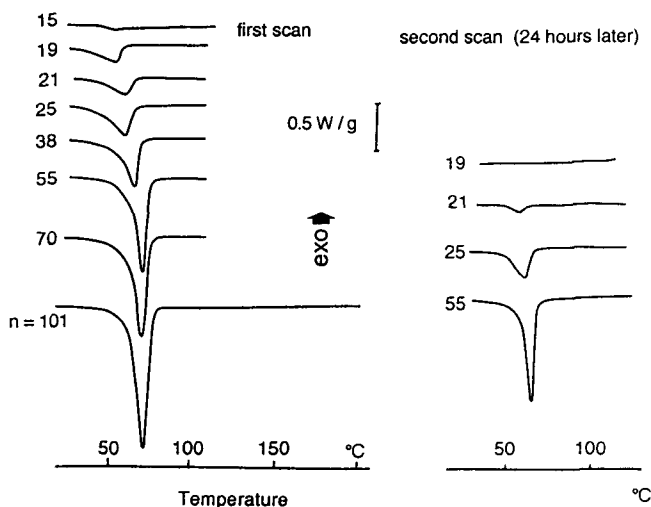 15
first scan
19
21
25
38
55
70
n = 101
50 100 150 °C
Temperature
0.5 W / g
exo
second scan (24 hours later)
19
21
25
55
50 100
°C